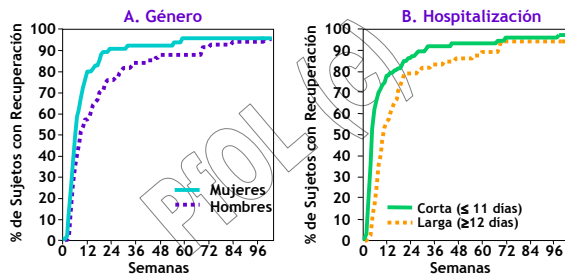 A. Género
% de Sujetos con Recuperación
100
90
80
70
60
50
40
30
20
10
0
0 12 24 36 48 60 72 84 96
Semanas
Mujeres
Hombres
B. Hospitalización
% de Sujetos con Recuperación
100
90
80
70
60
50
40
30
20
10
0
0 12 24 36 48 60 72 84 96
Semanas
Corta (≤ 11 días)
Larga (≥12 días)